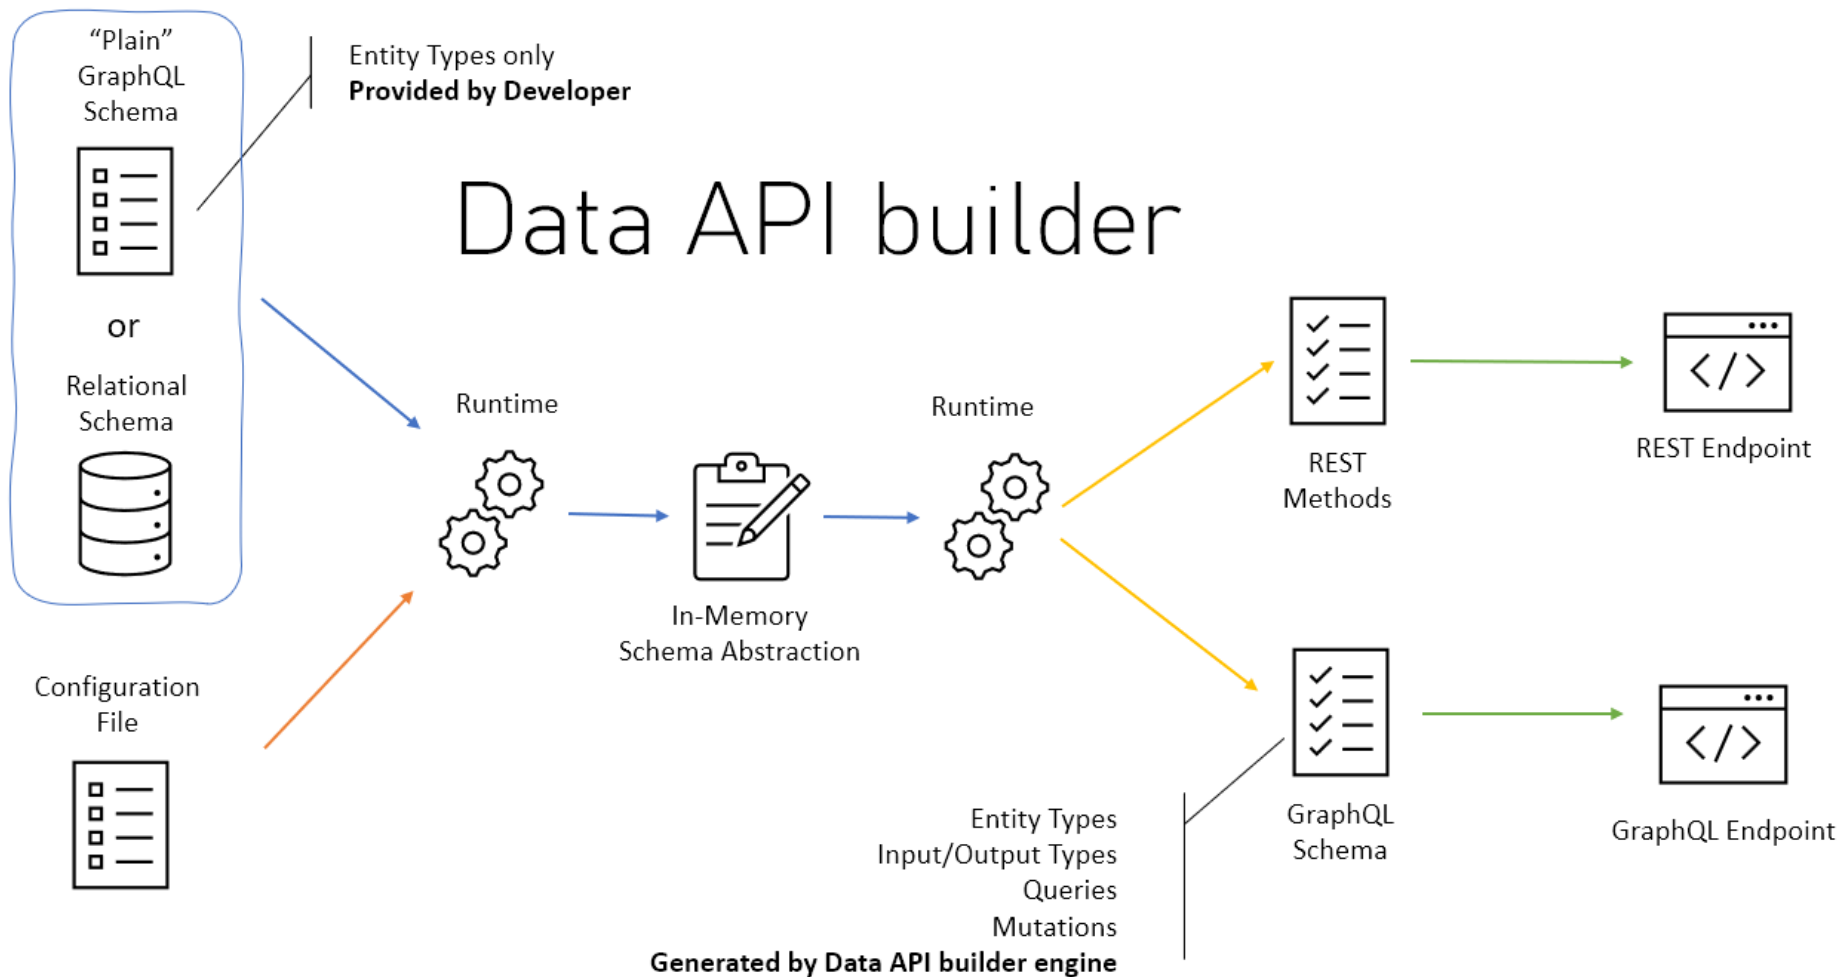 “Plain”
GraphQL
Schema
Entity Types only
Provided by Developer
Data API builder
or
Relational
Schema
Runtime
Runtime
In-Memory
Schema Abstraction
REST
Methods
REST Endpoint
Configuration
File
</>
</>
GraphQL
Schema
GraphQL Endpoint
Entity Types
Input/Output Types
Queries
Mutations
Generated by Data API builder engine